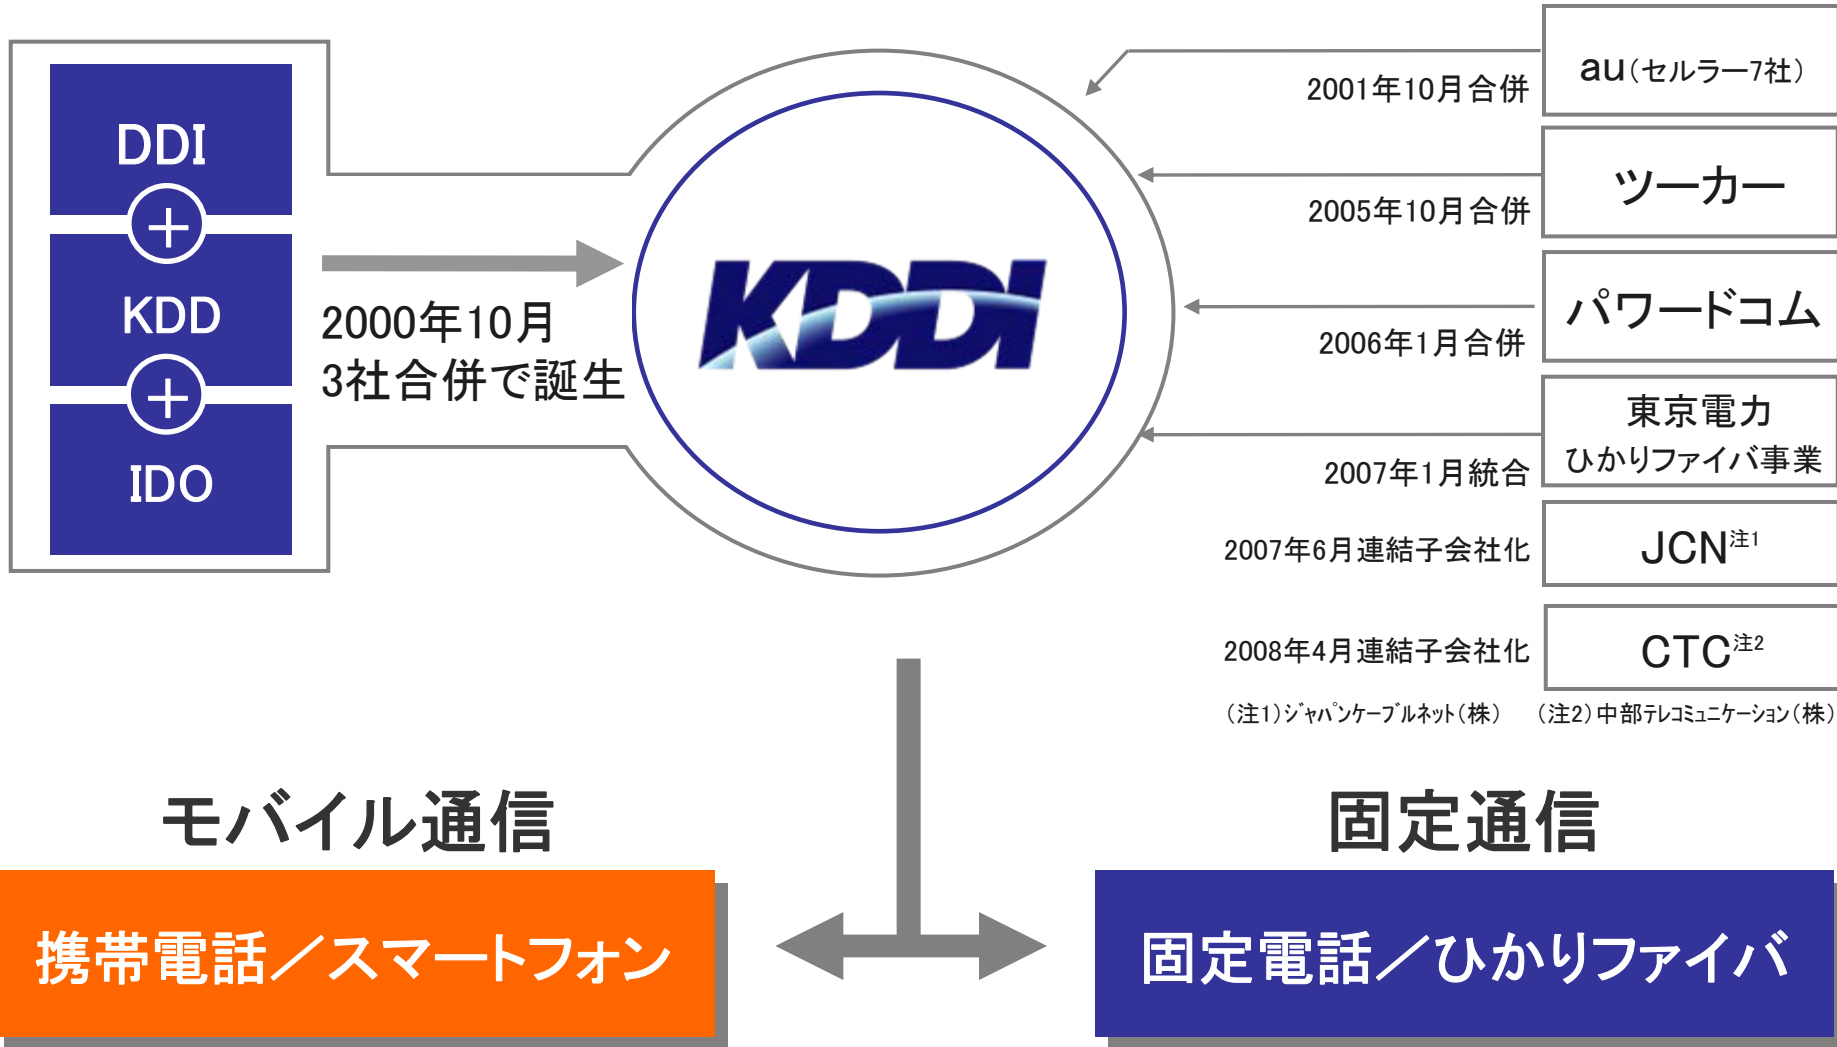 DDI
+
KDD
+
IDO
2000年10月
3社合併で誕生
KDDI
au(セルラー7社)
2001年10月合併
ツーカー
2005年10月合併
パワードコム
2006年1月合併
東京電力
ひかりファイバ事業
2007年1月統合
2007年6月連結子会社化
JCN注1
2008年4月連結子会社化
CTC注2
(注1)ジャパンケーブルネット(株) (注2)中部テレコミュニケーション(株)
モバイル通信
固定通信
携帯電話/スマートフォン
固定電話/ひかりファイバ